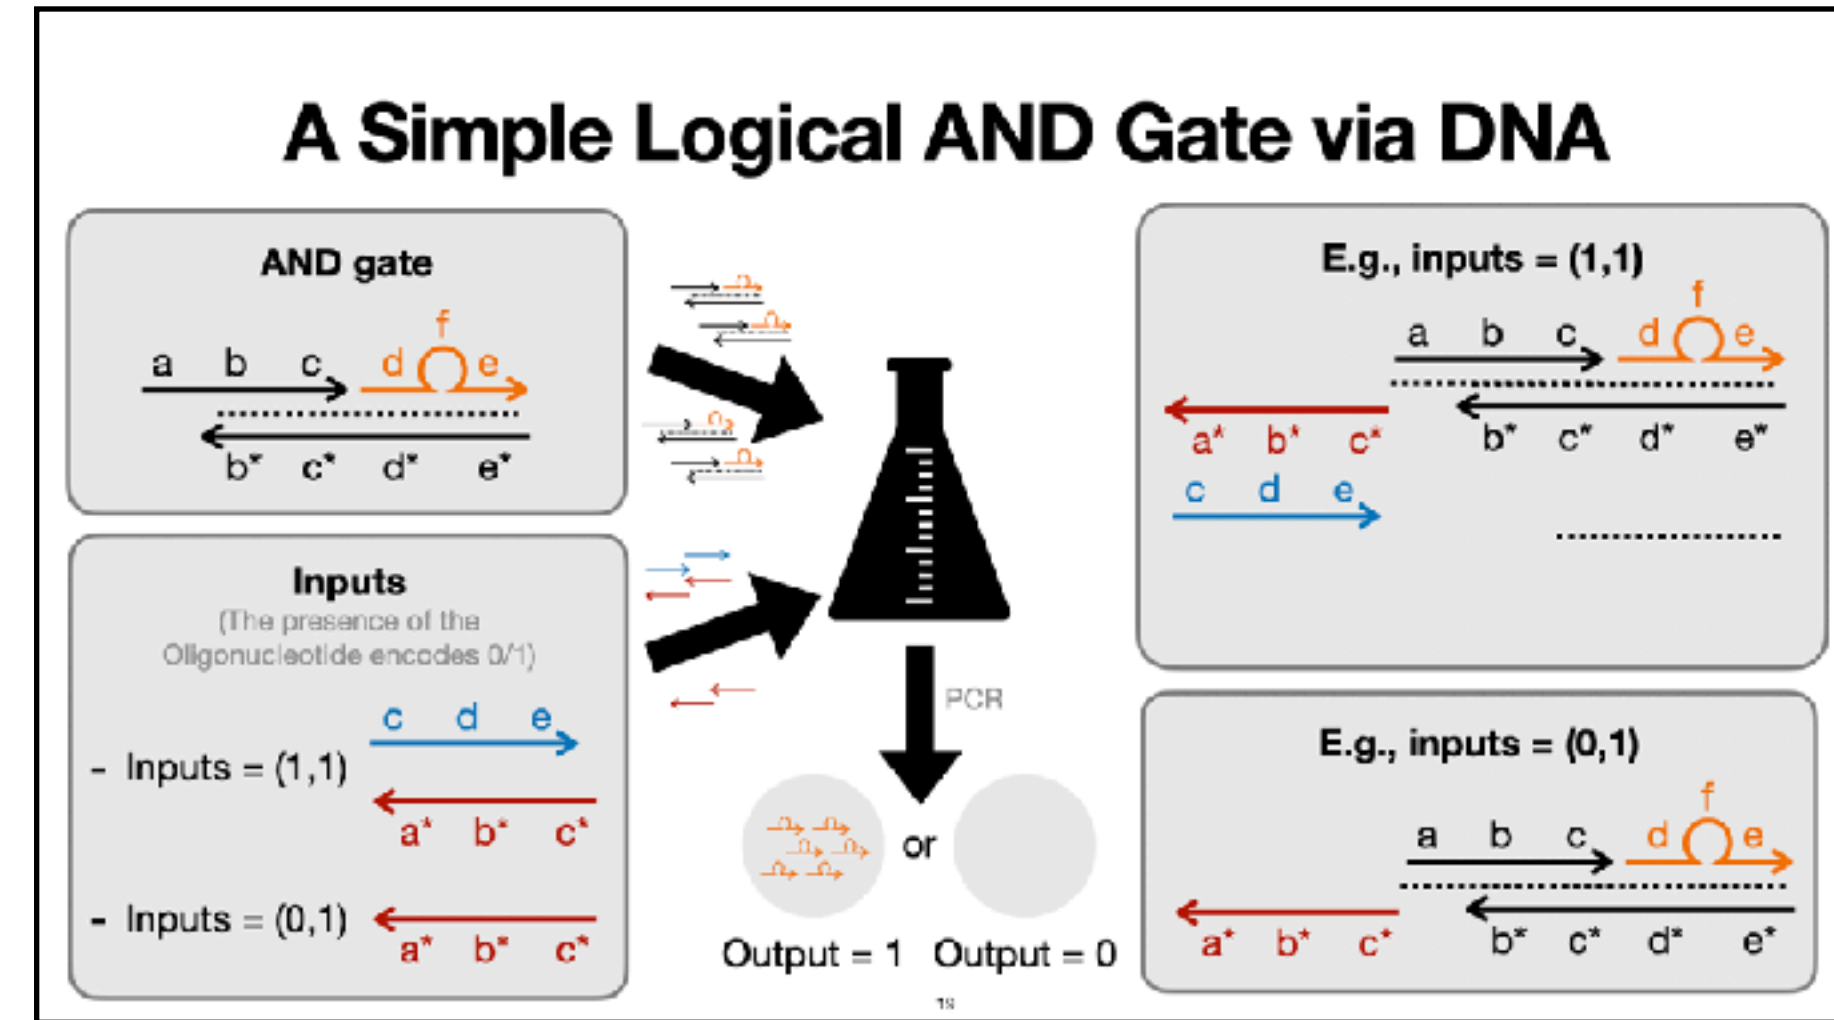 A Simple Logical AND Gate via DNA
AND gate
f
a b c d e
b* c* d* e*
Inputs
(The presence of the
Oligonucleotide encodes 0/1)
c d e
- Inputs = (1,1)
a* b* c*
- Inputs = (0,1)
a* b* c*
PCR
or
Output = 1 Output = 0
E.g., inputs = (1,1)
f
a b c d e
a* b* c* b* c* d* e*
c d e
E.g., inputs = (0,1)
f
a b c d e
a* b* c* b* c* d* e*